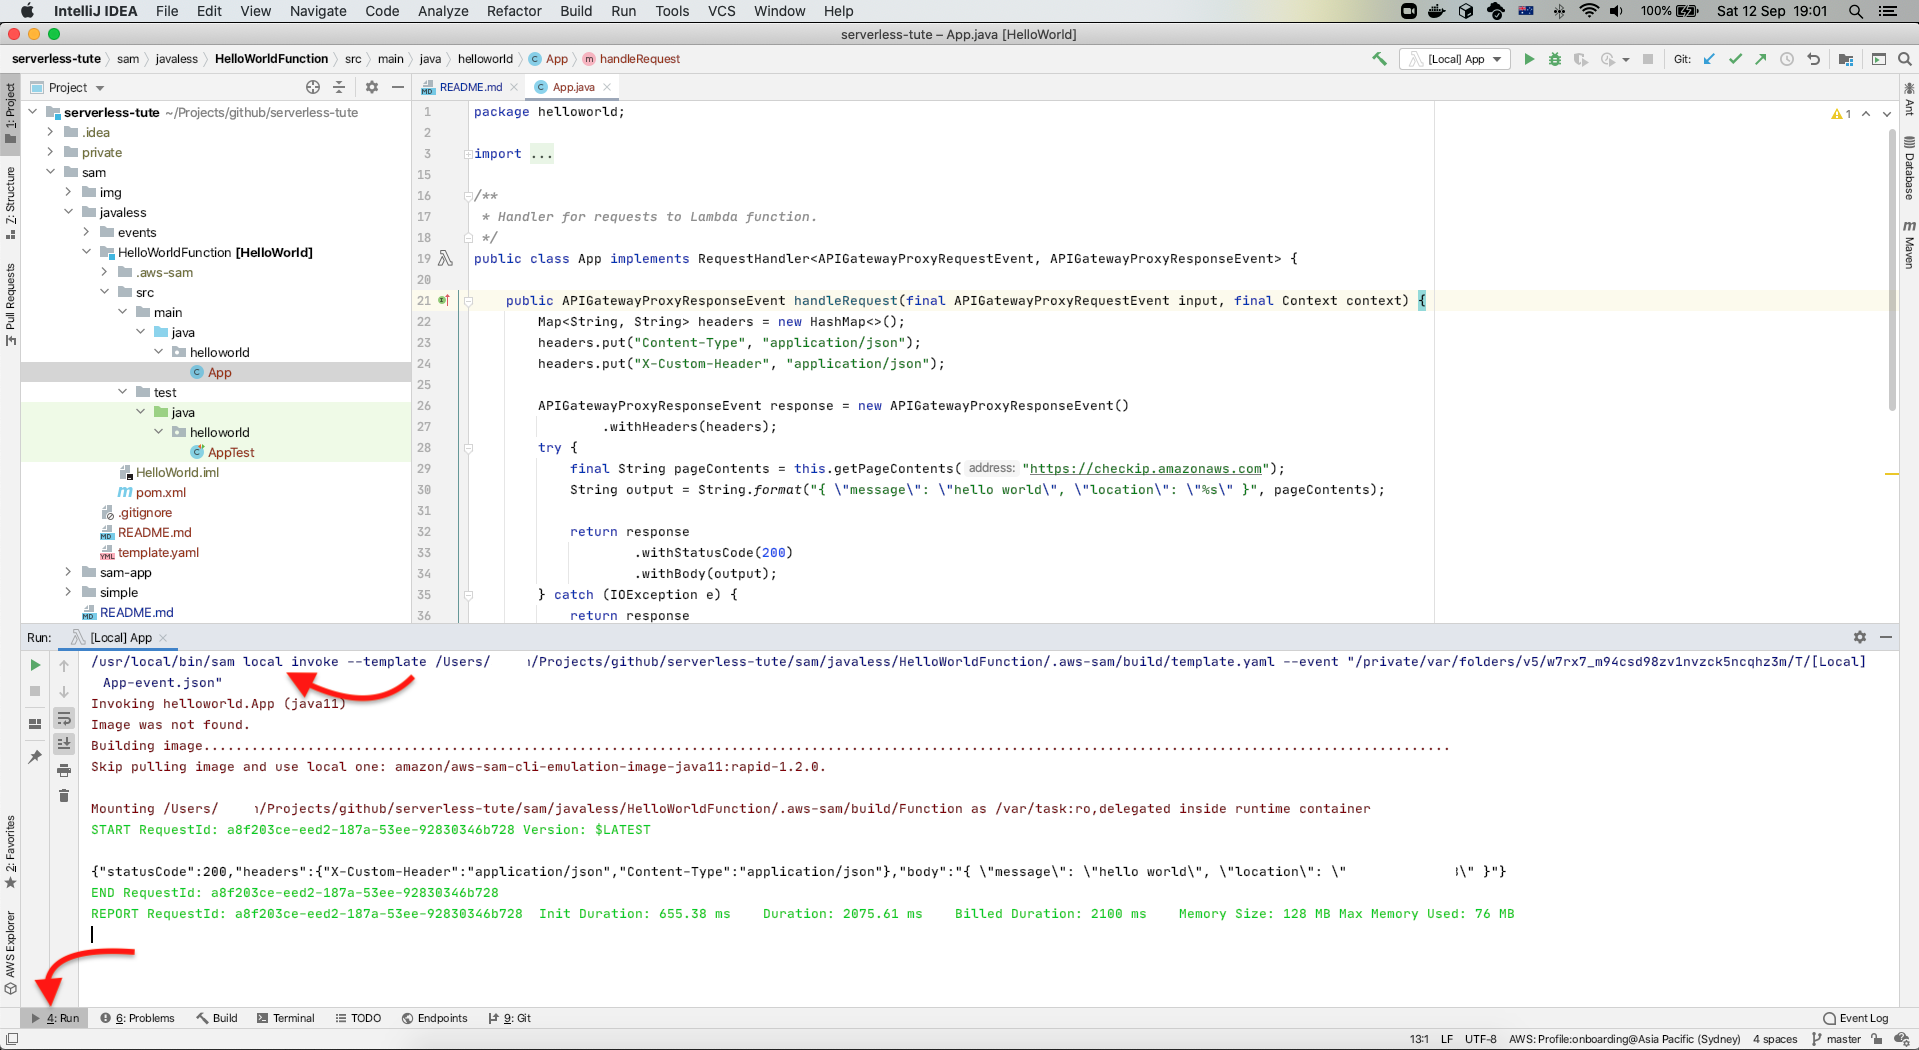 IntelliJ IDEA File Edit View Navigate Code Analyze Refactor Build Run Tools VCS Window Help 100% Sat 12 Sep 19:01
serverless-tute – App.java [HelloWorld]
serverless-tute sam javaless HelloWorldFunction src main java helloworld C App m handleRequest [Local] App Git:
Project
README.md
C App.java
1: Project
7: Structure
Pull Requests
2: Favorites
AWS Explorer
serverless-tute ~/Projects/github/serverless-tute
.idea
private
sam
img
javaless
events
HelloWorldFunction [HelloWorld]
.aws-sam
src
main
java
helloworld
C App
test
java
helloworld
C AppTest
HelloWorld.iml
m pom.xml
.gitignore
MD README.md
YML template.yaml
sam-app
simple
MD README.md
1 package helloworld;
2
3 import ...
15
16 /**
17 * Handler for requests to Lambda function.
18 */
19 public class App implements RequestHandler<APIGatewayProxyRequestEvent, APIGatewayProxyResponseEvent> {
20
21 public APIGatewayProxyResponseEvent handleRequest(final APIGatewayProxyRequestEvent input, final Context context) {
22 Map<String, String> headers = new HashMap<>();
23 headers.put("Content-Type", "application/json");
24 headers.put("X-Custom-Header", "application/json");
25
26 APIGatewayProxyResponseEvent response = new APIGatewayProxyResponseEvent()
27 .withHeaders(headers);
28 try {
29 final String pageContents = this.getPageContents( address: "https://checkip.amazonaws.com");
30 String output = String.format("{ \"message\": \"hello world\", \"location\": \"%s\" }", pageContents);
31
32 return response
33 .withStatusCode(200)
34 .withBody(output);
35 } catch (IOException e) {
36 return response
1
Ant
Database
m Maven
Run: [Local] App
/usr/local/bin/sam local invoke --template /Users/ /Projects/github/serverless-tute/sam/javaless/HelloWorldFunction/.aws-sam/build/template.yaml --event "/private/var/folders/v5/w7rx7_m94csd98zv1nvzck5ncqhz3m/T/[Local]
App-event.json"
Invoking helloworld.App (java11)
Image was not found.
Building image.............................................................................................................................................................
Skip pulling image and use local one: amazon/aws-sam-cli-emulation-image-java11:rapid-1.2.0.
Mounting /Users/ /Projects/github/serverless-tute/sam/javaless/HelloWorldFunction/.aws-sam/build/Function as /var/task:ro,delegated inside runtime container
START RequestId: a8f203ce-eed2-187a-53ee-92830346b728 Version: $LATEST
{"statusCode":200,"headers":{"X-Custom-Header":"application/json","Content-Type":"application/json"},"body":"{ \"message\": \"hello world\", \"location\": \" \" }"}
END RequestId: a8f203ce-eed2-187a-53ee-92830346b728
REPORT RequestId: a8f203ce-eed2-187a-53ee-92830346b728 Init Duration: 655.38 ms Duration: 2075.61 ms Billed Duration: 2100 ms Memory Size: 128 MB Max Memory Used: 76 MB
4: Run 6: Problems Build Terminal TODO Endpoints 9: Git Event Log
13:1 LF UTF-8 AWS: Profile:onboarding@Asia Pacific (Sydney) 4 spaces master